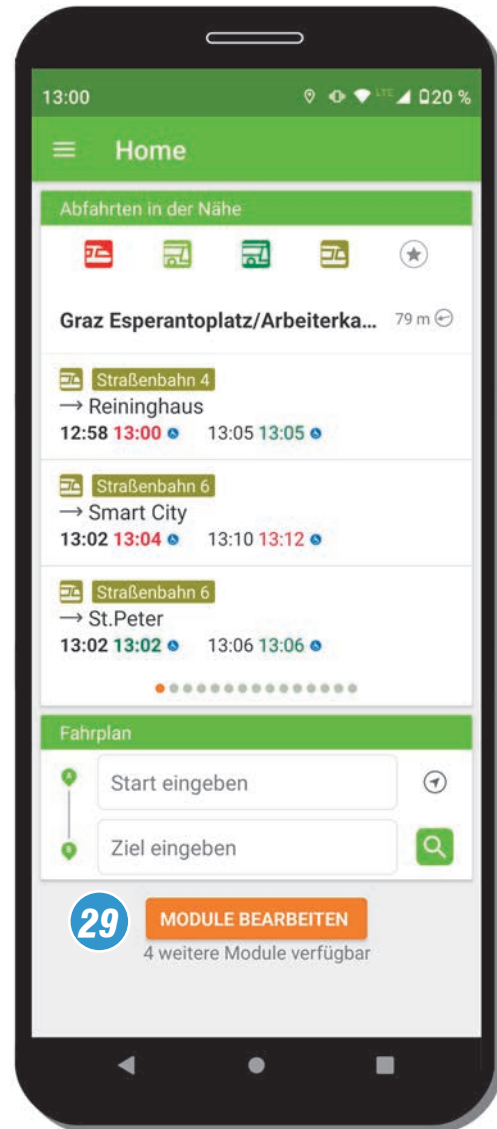 13:00 LTE 20 %
Home
Abfahrten in der Nähe
Graz Esperantoplatz/Arbeiterka... 79 m
Straßenbahn 4
→ Reininghaus
12:58 13:00 13:05 13:05
Straßenbahn 6
→ Smart City
13:02 13:04 13:10 13:12
Straßenbahn 6
→ St.Peter
13:02 13:02 13:06 13:06
Fahrplan
A Start eingeben
B Ziel eingeben
29 MODULE BEARBEITEN
4 weitere Module verfügbar